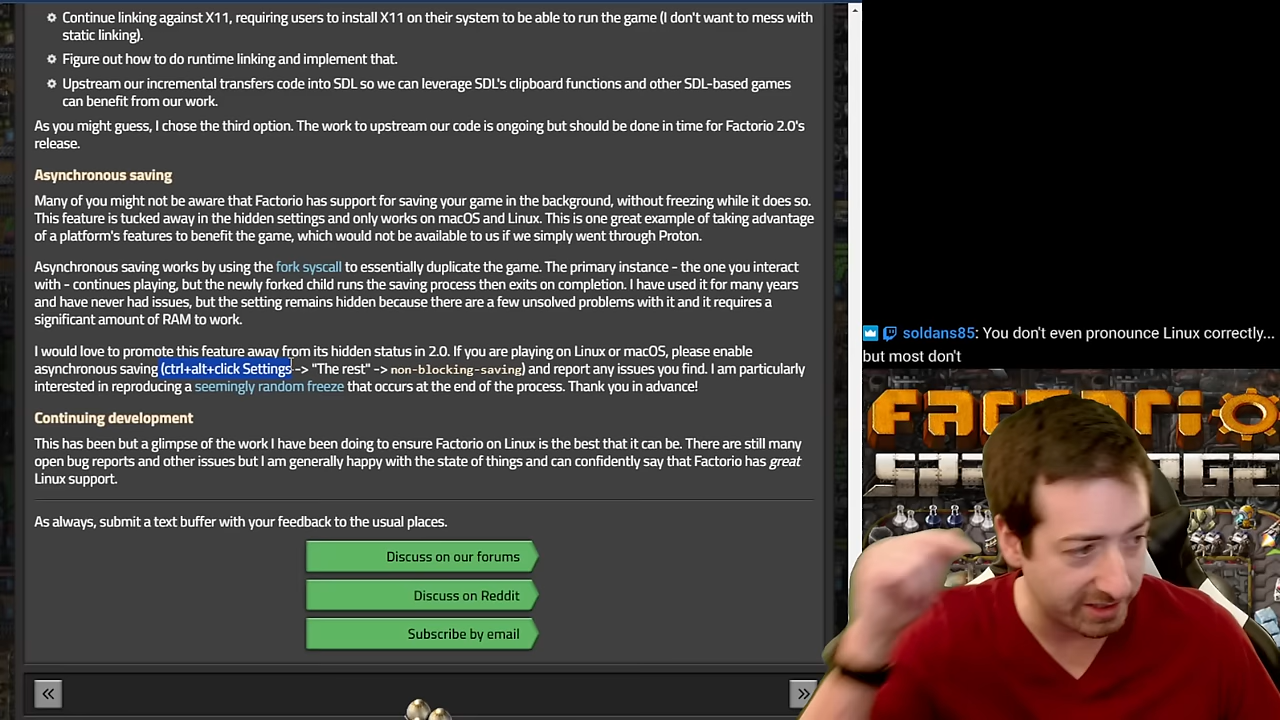 Continue linking against X11, requiring users to install X11 on their system to be able to run the game (I don't want to mess with
static linking).
Figure out how to do runtime linking and implement that.
Upstream our incremental transfers code into SDL so we can leverage SDL's clipboard functions and other SDL-based games
can benefit from our work.
As you might guess, I chose the third option. The work to upstream our code is ongoing but should be done in time for Factorio 2.0's
release.
Asynchronous saving
Many of you might not be aware that Factorio has support for saving your game in the background, without freezing while it does so.
This feature is tucked away in the hidden settings and only works on macOS and Linux. This is one great example of taking advantage
of a platform's features to benefit the game, which would not be available to us if we simply went through Proton.
Asynchronous saving works by using the fork syscall to essentially duplicate the game. The primary instance - the one you interact
with - continues playing, but the newly forked child runs the saving process then exits on completion. I have used it for many years
and have never had issues, but the setting remains hidden because there are a few unsolved problems with it and it requires a
significant amount of RAM to work.
I would love to promote this feature away from its hidden status in 2.0. If you are playing on Linux or macOS, please enable
asynchronous saving (ctrl+alt+click Settings -> "The rest" -> non-blocking-saving) and report any issues you find. I am particularly
interested in reproducing a seemingly random freeze that occurs at the end of the process. Thank you in advance!
Continuing development
This has been but a glimpse of the work I have been doing to ensure Factorio on Linux is the best that it can be. There are still many
open bug reports and other issues but I am generally happy with the state of things and can confidently say that Factorio has great
Linux support.
As always, submit a text buffer with your feedback to the usual places.
Discuss on our forums
Discuss on Reddit
Subscribe by email
soldans85: You don't even pronounce Linux correctly...
but most don't
FACTORIO